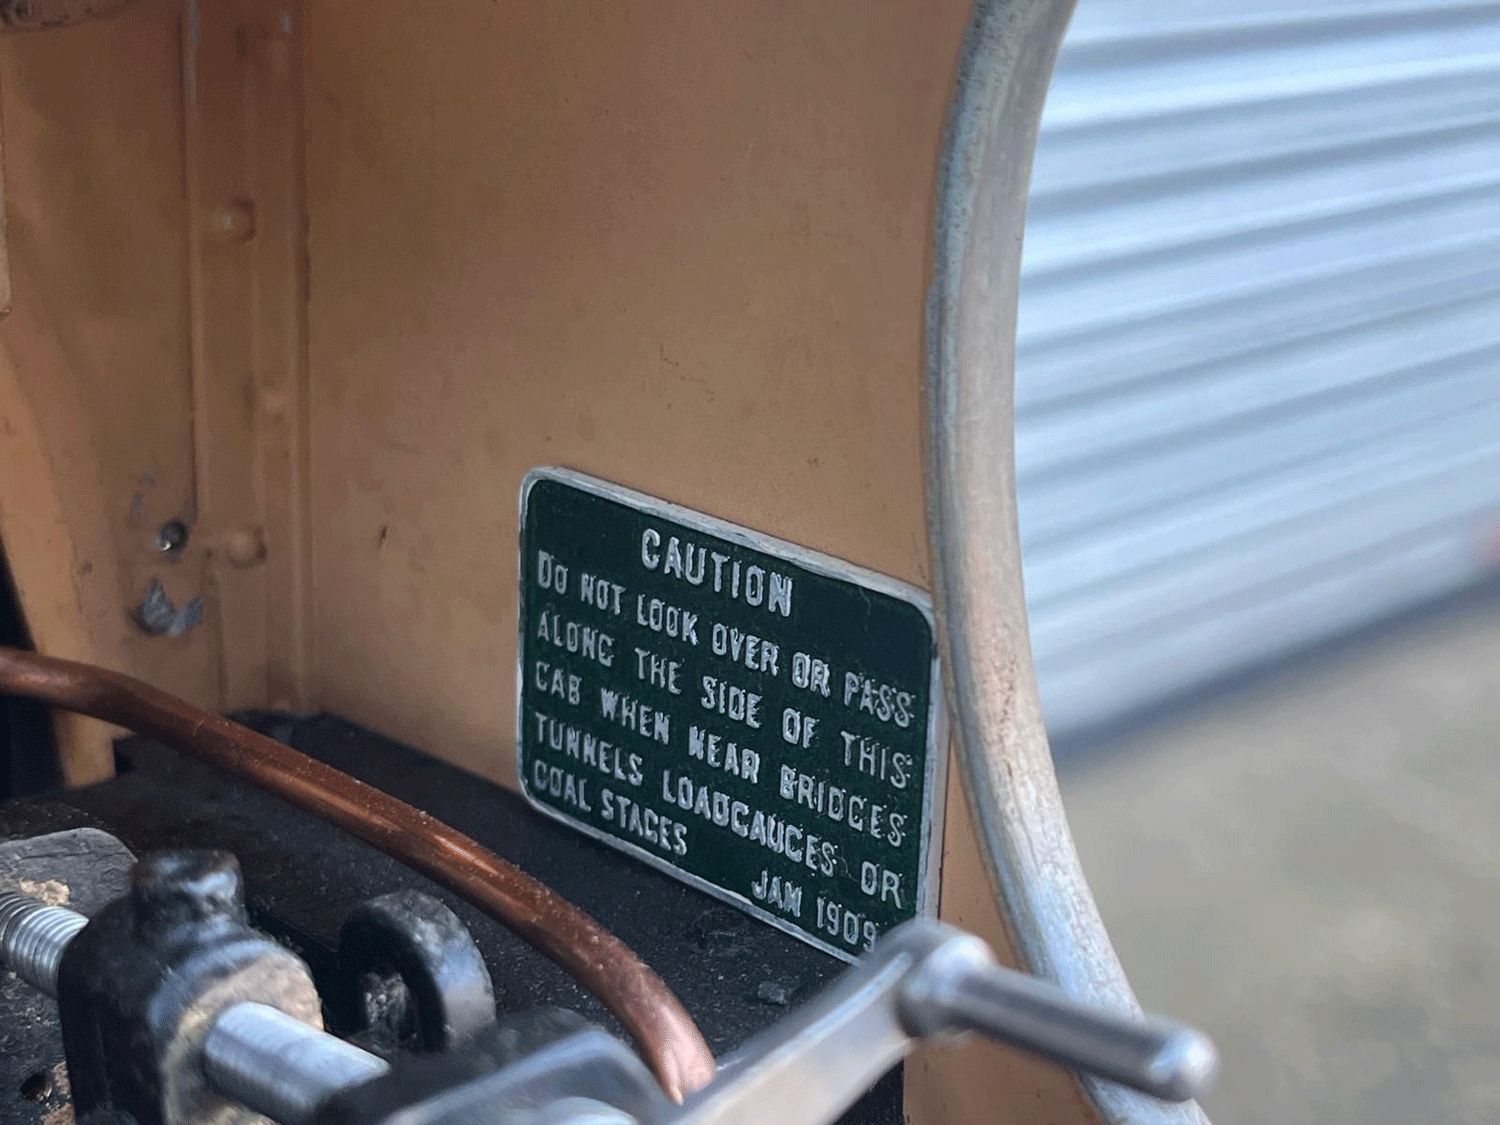 CAUTION
DO NOT LOOK OVER OR PASS
ALONG THE SIDE OF THIS
CAB WHEN NEAR BRIDGES
TUNNELS LOADGAUGES OR
COAL STAGES
JAN 1909